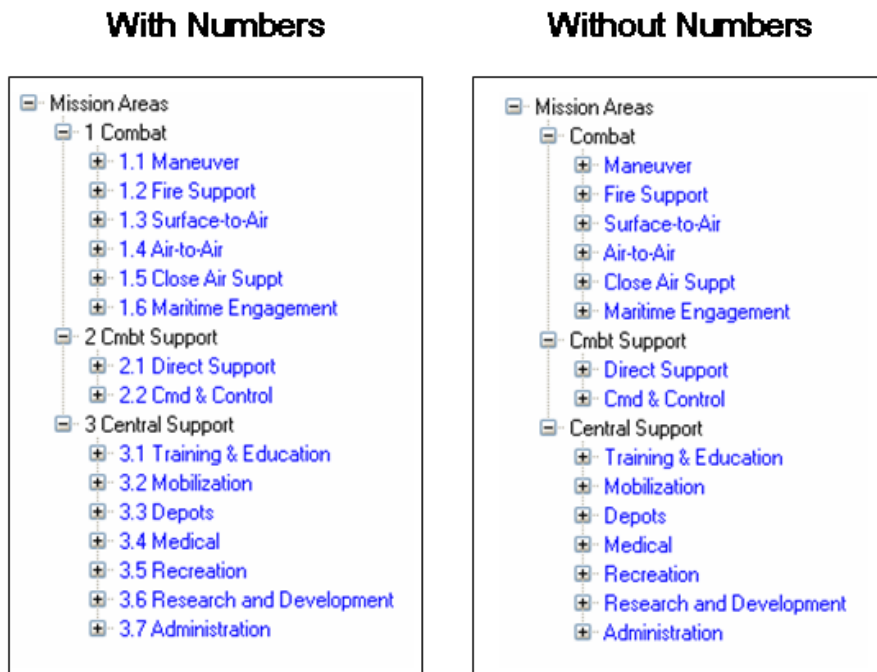 With Numbers
Mission Areas
1 Combat
1.1 Maneuver
1.2 Fire Support
1.3 Surface-to-Air
1.4 Air-to-Air
1.5 Close Air Suppt
1.6 Maritime Engagement
2 Cmbt Support
2.1 Direct Support
2.2 Cmd & Control
3 Central Support
3.1 Training & Education
3.2 Mobilization
3.3 Depots
3.4 Medical
3.5 Recreation
3.6 Research and Development
3.7 Administration
Without Numbers
Mission Areas
Combat
Maneuver
Fire Support
Surface-to-Air
Air-to-Air
Close Air Suppt
Maritime Engagement
Cmbt Support
Direct Support
Cmd & Control
Central Support
Training & Education
Mobilization
Depots
Medical
Recreation
Research and Development
Administration